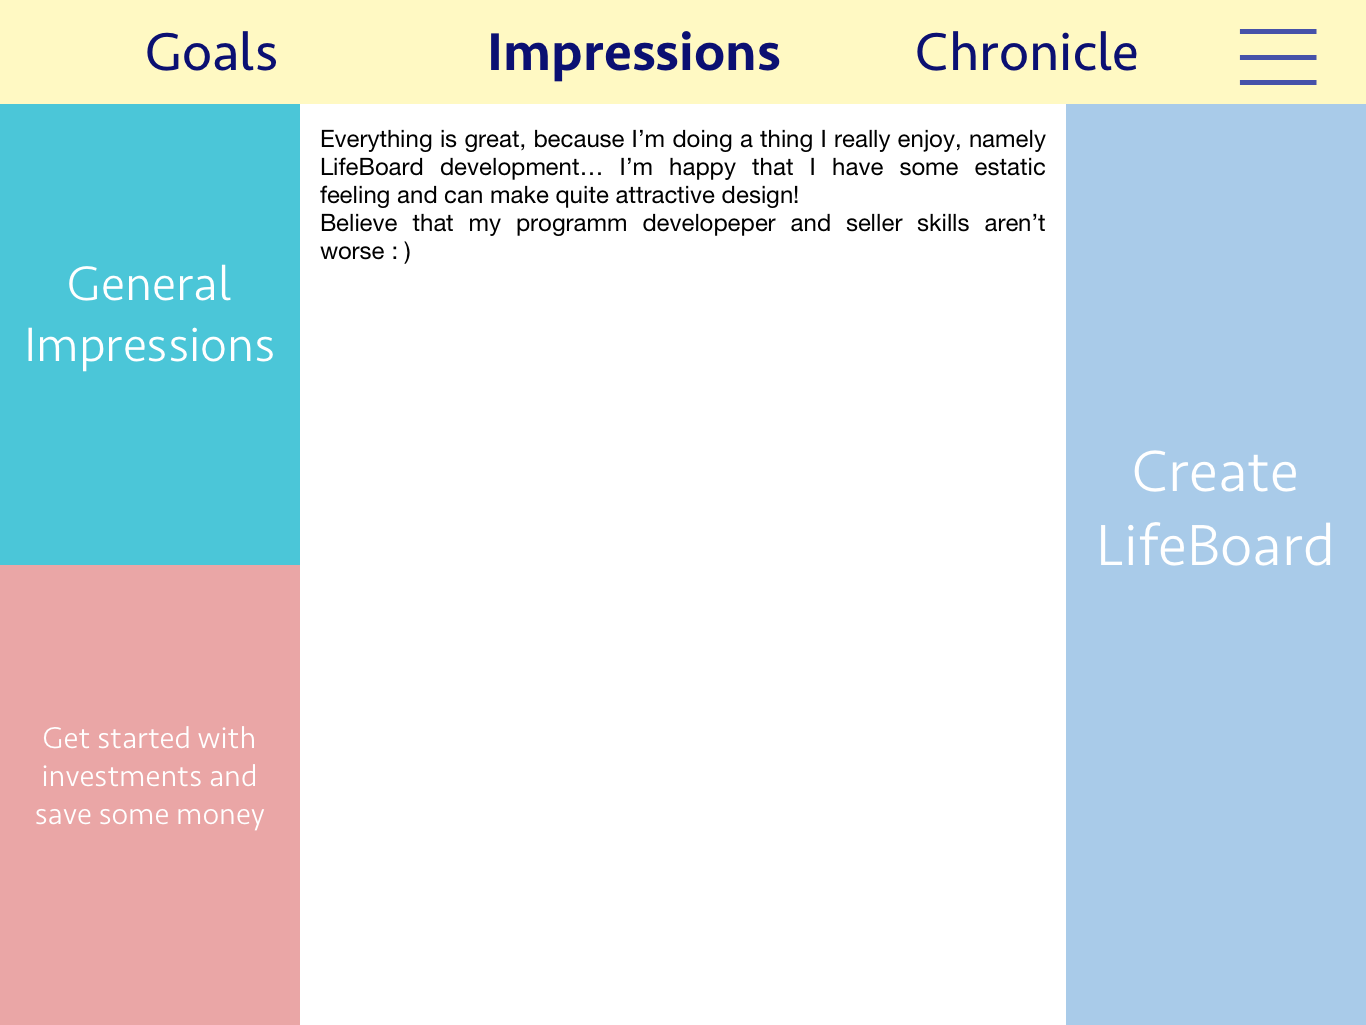 Goals
Impressions
Chronicle
General
Impressions
Get started with
investments and
save some money
Everything is great, because I’m doing a thing I really enjoy, namely
LifeBoard development… I’m happy that I have some estatic
feeling and can make quite attractive design!
Believe that my programm developeper and seller skills aren’t
worse : )
Create
LifeBoard